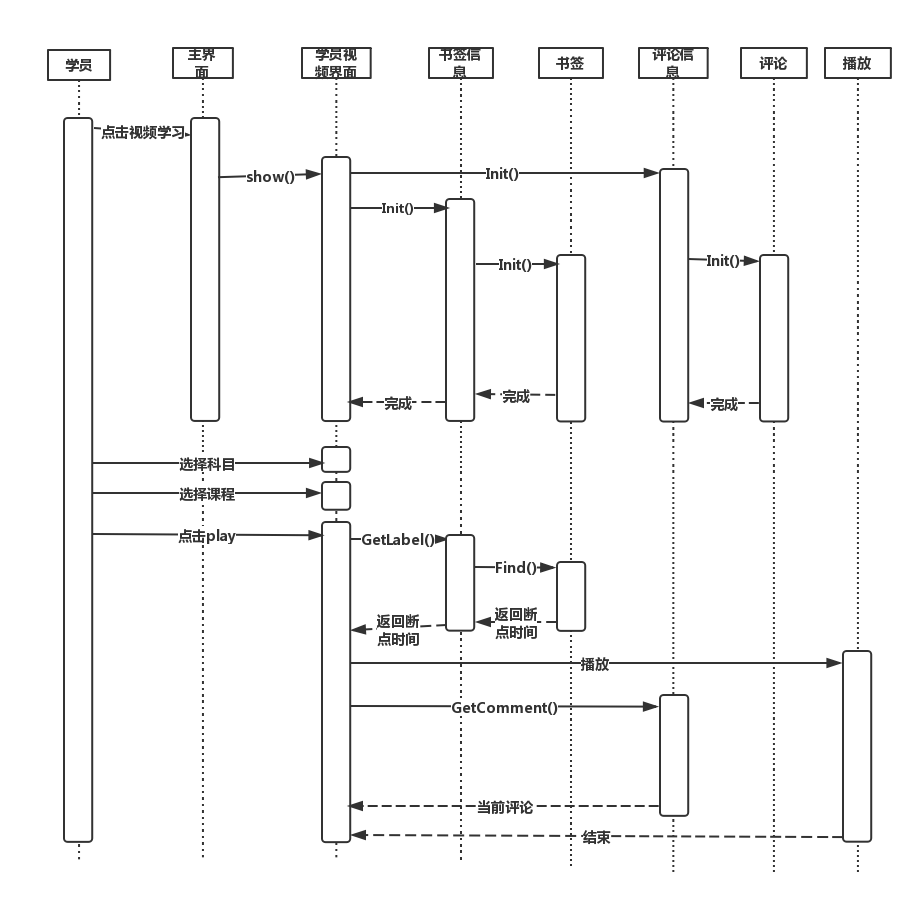 学员
主界
面
学员视
频界面
书签信
息
书签
评论信
息
评论
播放
点击视频学习
show()
Init()
Init()
Init()
Init()
完成
完成
完成
选择科目
选择课程
点击play
GetLabel()
Find()
返回断
点时间
返回断
点时间
播放
GetComment()
当前评论
结束